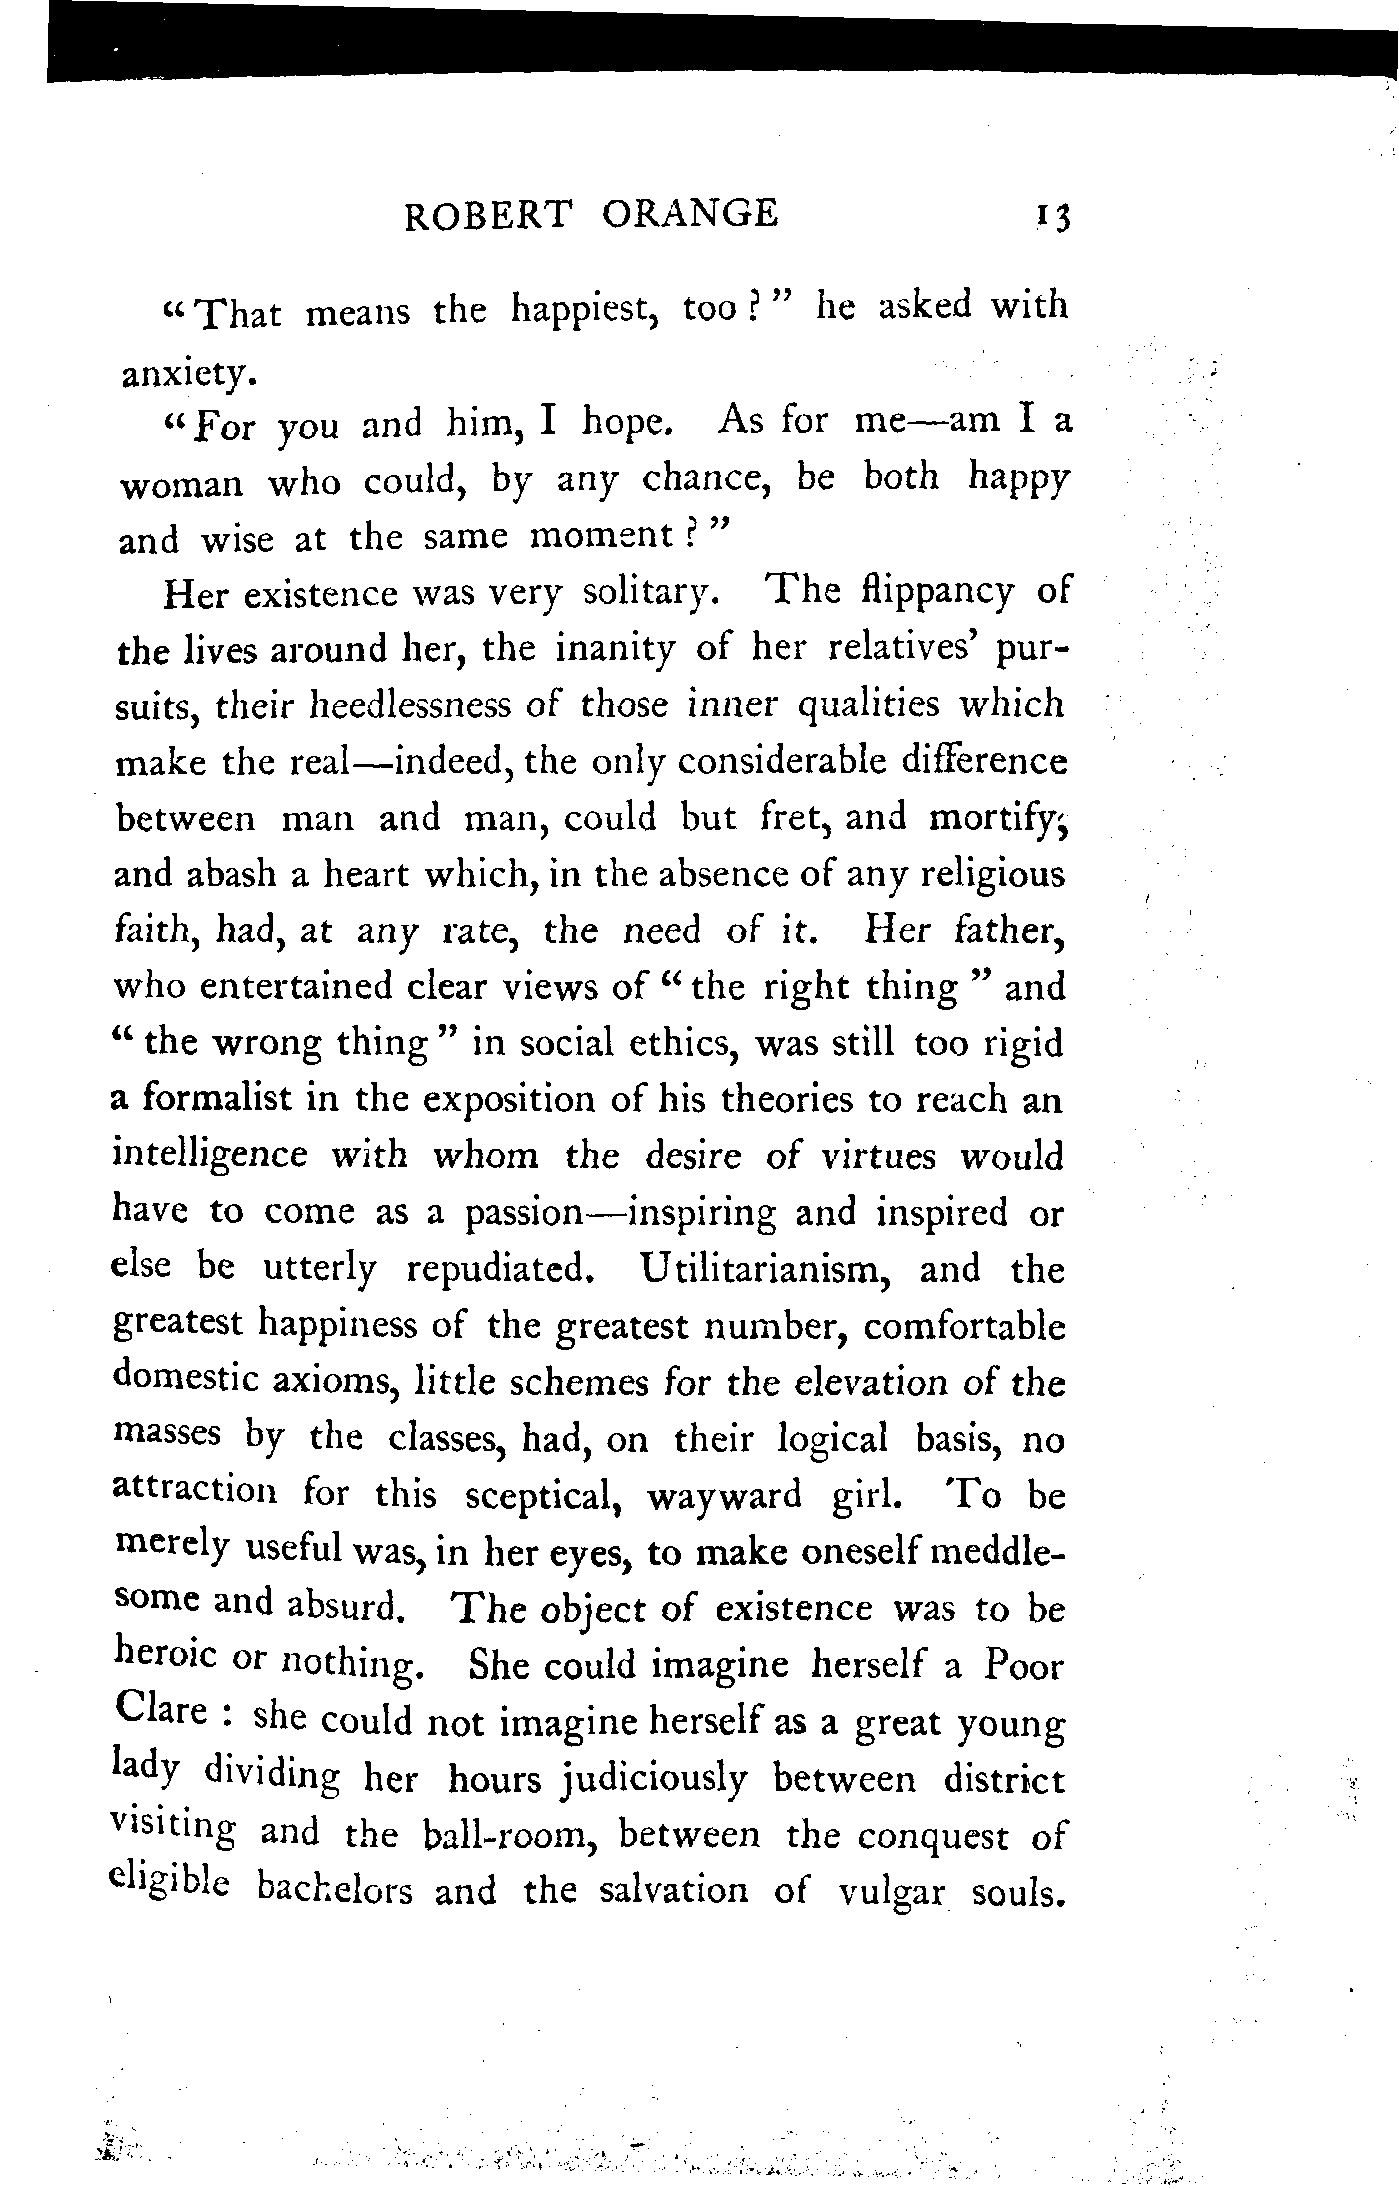 ROBERT ORANGE 13
“That means the happiest, too?” he asked with
anxiety.
“For you and him, I hope. As for me—am I a
woman who could, by any chance, be both happy
and wise at the same moment?”
Her existence was very solitary. The flippancy of
the lives around her, the inanity of her relatives’ pur-
suits, their heedlessness of those inner qualities which
make the real—indeed, the only considerable difference
between man and man, could but fret, and mortify,
and abash a heart which, in the absence of any religious
faith, had, at any rate, the need of it. Her father,
who entertained clear views of “the right thing” and
“the wrong thing” in social ethics, was still too rigid
a formalist in the exposition of his theories to reach an
intelligence with whom the desire of virtues would
have to come as a passion—inspiring and inspired or
else be utterly repudiated. Utilitarianism, and the
greatest happiness of the greatest number, comfortable
domestic axioms, little schemes for the elevation of the
masses by the classes, had, on their logical basis, no
attraction for this sceptical, wayward girl. To be
merely useful was, in her eyes, to make oneself meddle-
some and absurd. The object of existence was to be
heroic or nothing. She could imagine herself a Poor
Clare : she could not imagine herself as a great young
lady dividing her hours judiciously between district
visiting and the ball-room, between the conquest of
eligible bachelors and the salvation of vulgar souls.